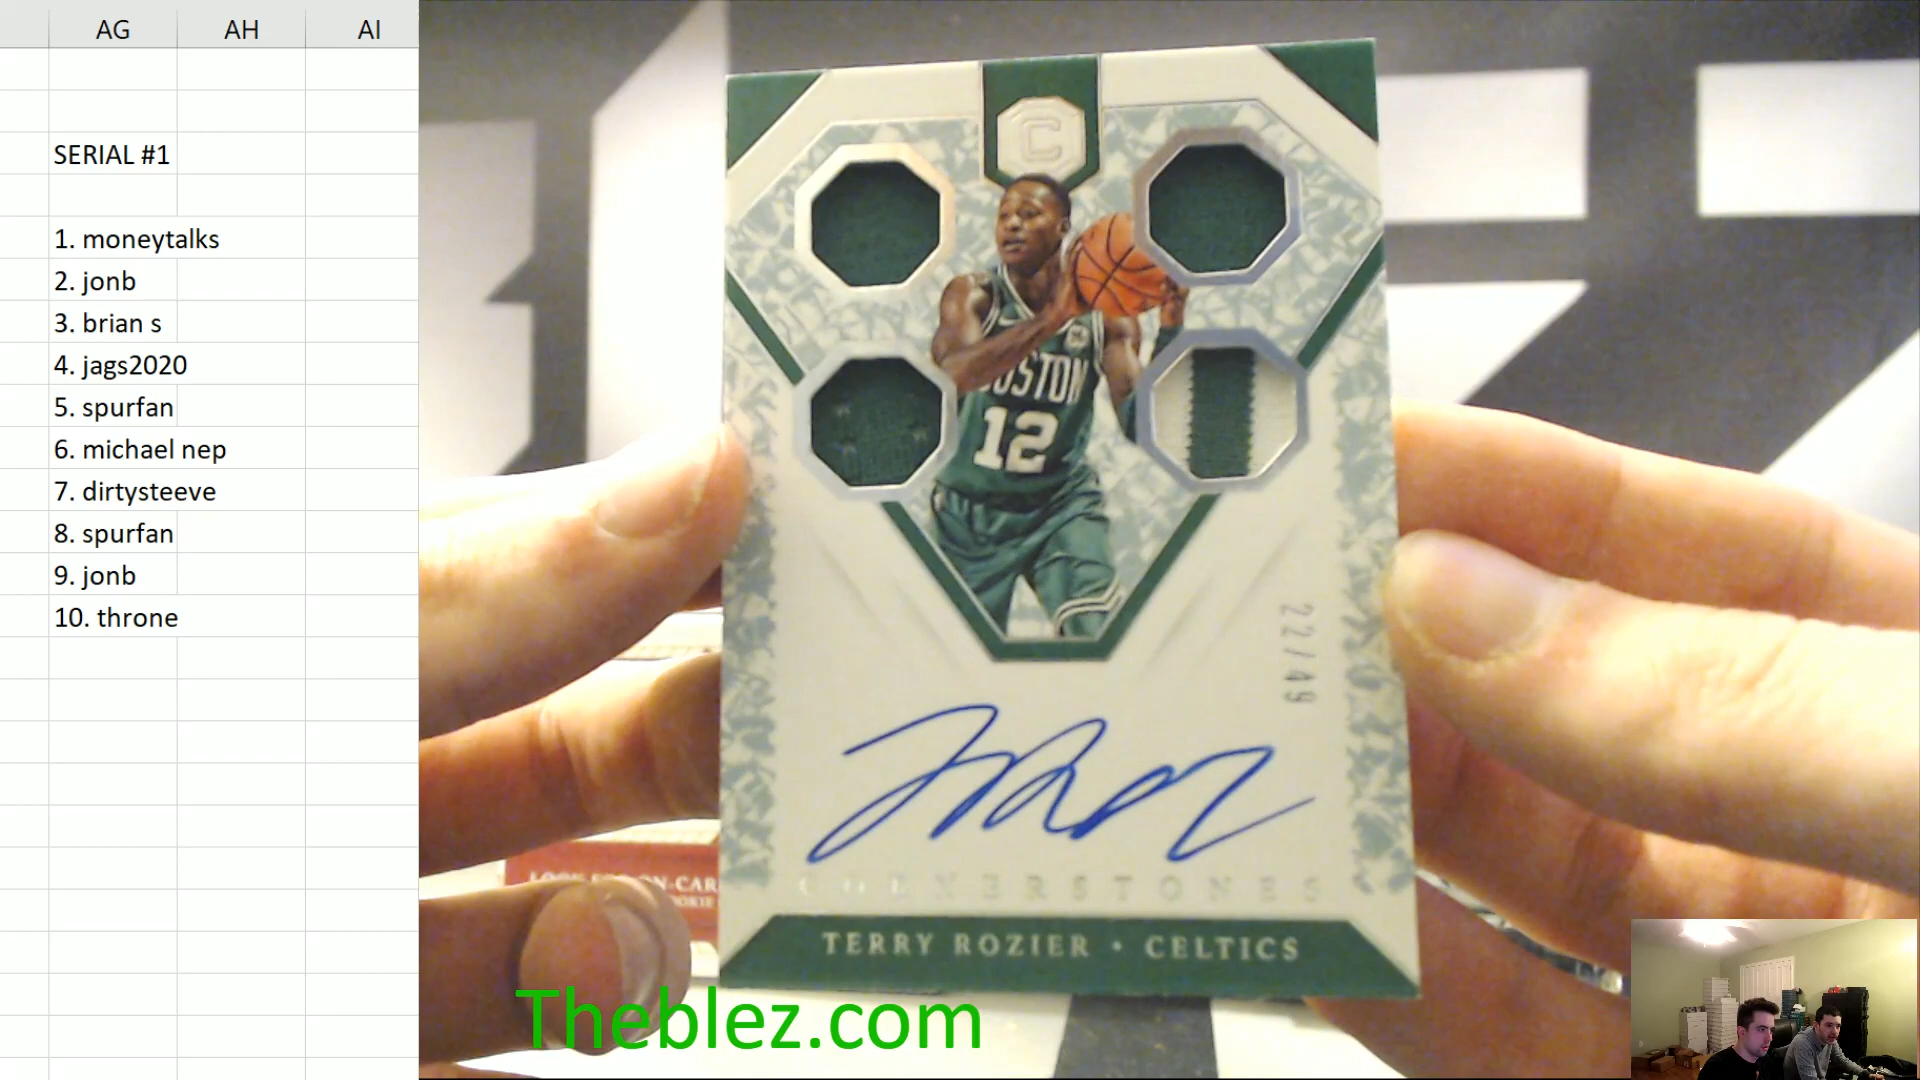 AG AH AI
SERIAL #1
1. moneytalks
2. jonb
3. brian s
4. jags2020
5. spurfan
6. michael nep
7. dirtysteeve
8. spurfan
9. jonb
10. throne
C
BOSTON
12
22/49
CORNERSTONES
TERRY ROZIER • CELTICS
Theblez.com